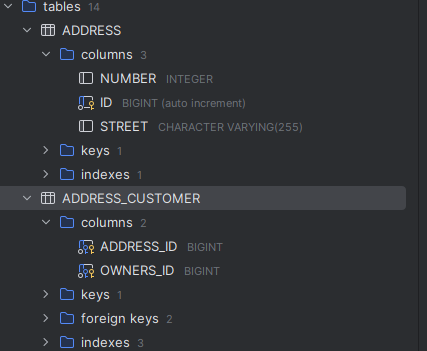 tables 14
ADDRESS
columns 3
NUMBER INTEGER
ID BIGINT (auto increment)
STREET CHARACTER VARYING(255)
keys 1
indexes 1
ADDRESS_CUSTOMER
columns 2
ADDRESS_ID BIGINT
OWNERS_ID BIGINT
keys 1
foreign keys 2
indexes 3